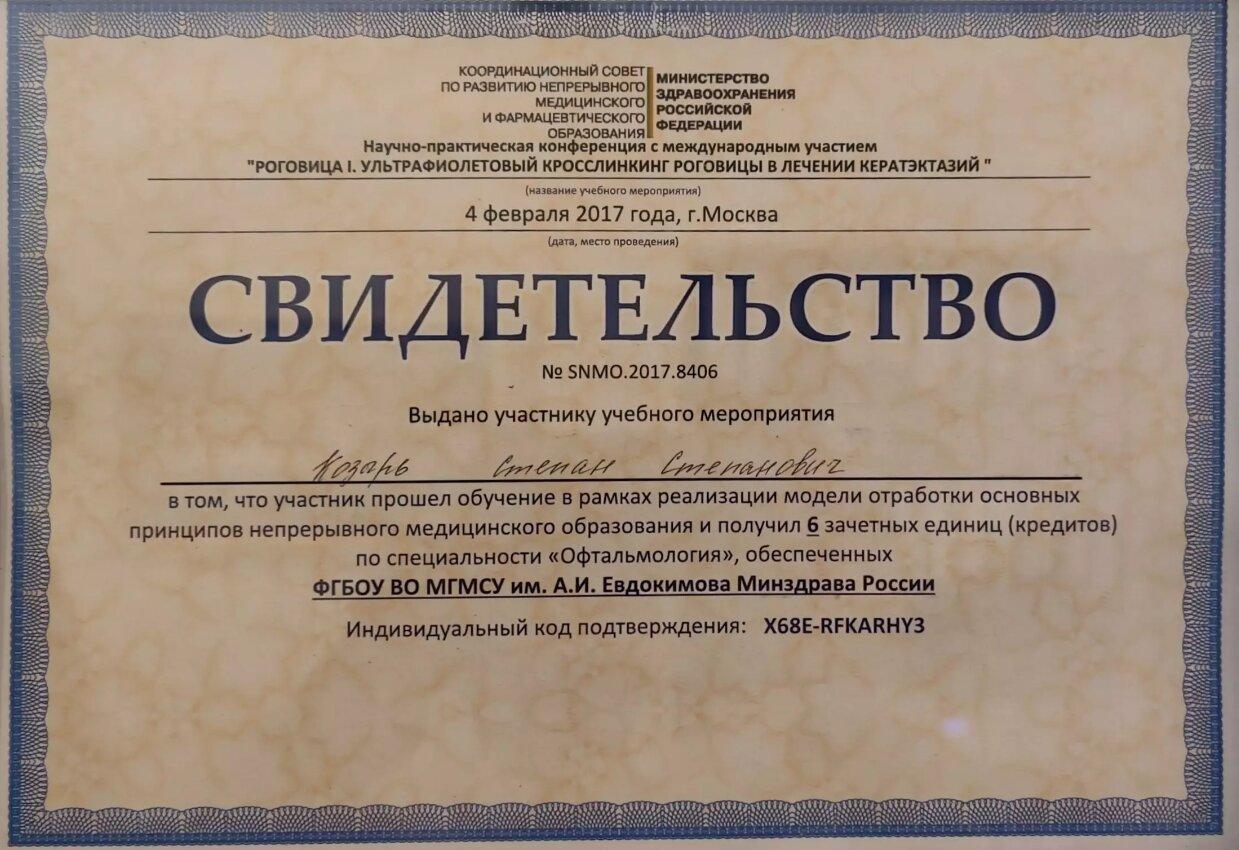 КООРДИНАЦИОННЫЙ СОВЕТ
ПО РАЗВИТИЮ НЕПРЕРЫВНОГО
МЕДИЦИНСКОГО
И ФАРМАЦЕВТИЧЕСКОГО
ОБРАЗОВАНИЯ
МИНИСТЕРСТВО
ЗДРАВООХРАНЕНИЯ
РОССИЙСКОЙ
ФЕДЕРАЦИИ
Научно-практическая конференция с международным участием
"РОГОВИЦА I. УЛЬТРАФИОЛЕТОВЫЙ КРОССЛИНКИНГ РОГОВИЦЫ В ЛЕЧЕНИИ КЕРАТЭКТАЗИЙ "
(название учебного мероприятия)
4 февраля 2017 года, г.Москва
(дата, место проведения)
СВИДЕТЕЛЬСТВО
№ SNMO.2017.8406
Выдано участнику учебного мероприятия
Козарь Степан Степанович
в том, что участник прошел обучение в рамках реализации модели отработки основных
принципов непрерывного медицинского образования и получил 6 зачетных единиц (кредитов)
по специальности «Офтальмология», обеспеченных
ФГБОУ ВО МГМСУ им. А.И. Евдокимова Минздрава России
Индивидуальный код подтверждения: X68E-RFKARHY3